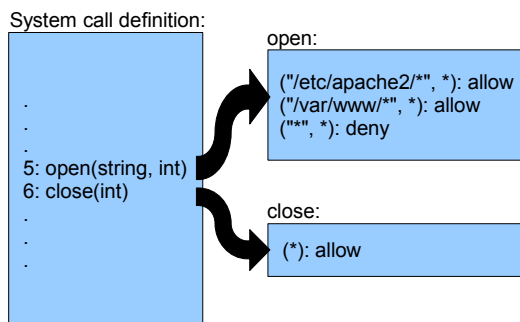 System call definition:
.
.
.
5: open(string, int)
6: close(int)
.
.
.
open:
("/etc/apache2/*", *): allow
("/var/www/*", *): allow
("*", *): deny
close:
(*): allow